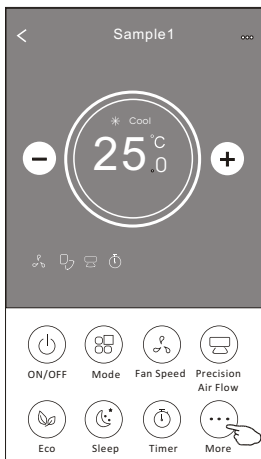 Sample1
Cool
25.0°C
ON/OFF
Mode
Fan Speed
Precision
Air Flow
Eco
Sleep
Timer
More